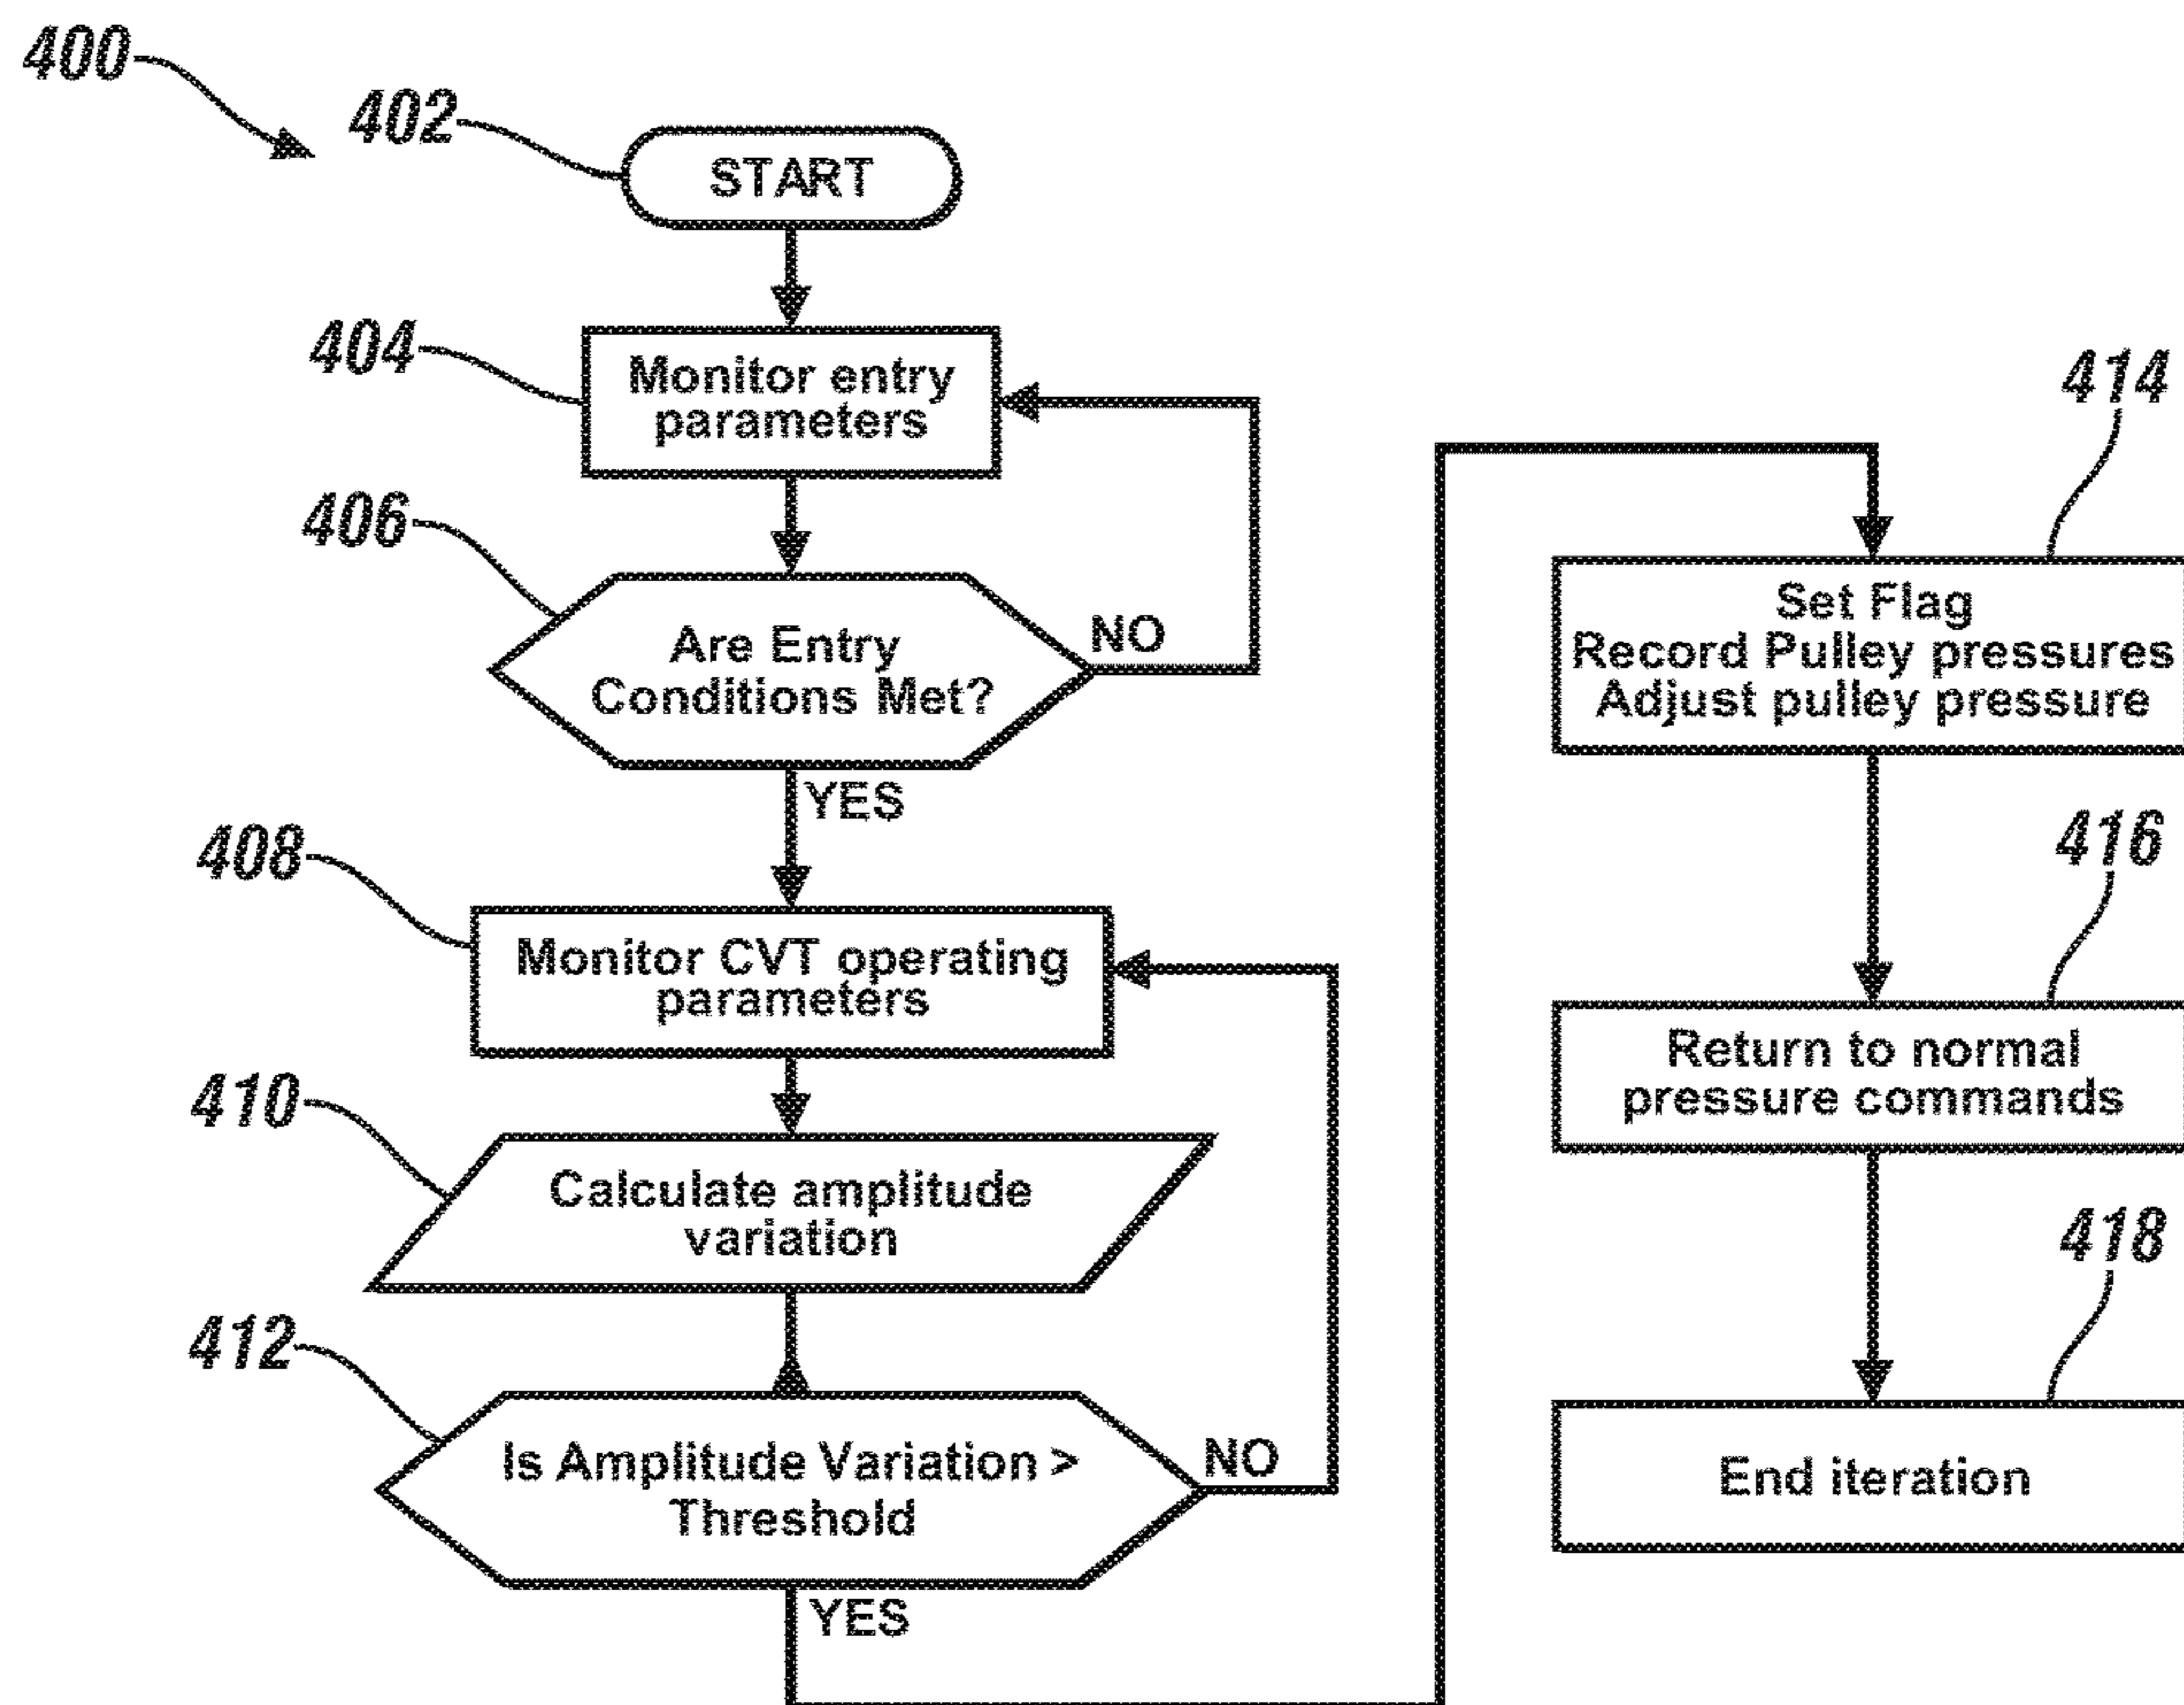 400
402
START
404
Monitor entry
parameters
406
Are Entry
Conditions Met?
NO
YES
408
Monitor CVT operating
parameters
410
Calculate amplitude
variation
412
Is Amplitude Variation >
Threshold
NO
YES
414
Set Flag
Record Pulley pressures
Adjust pulley pressure
416
Return to normal
pressure commands
418
End iteration